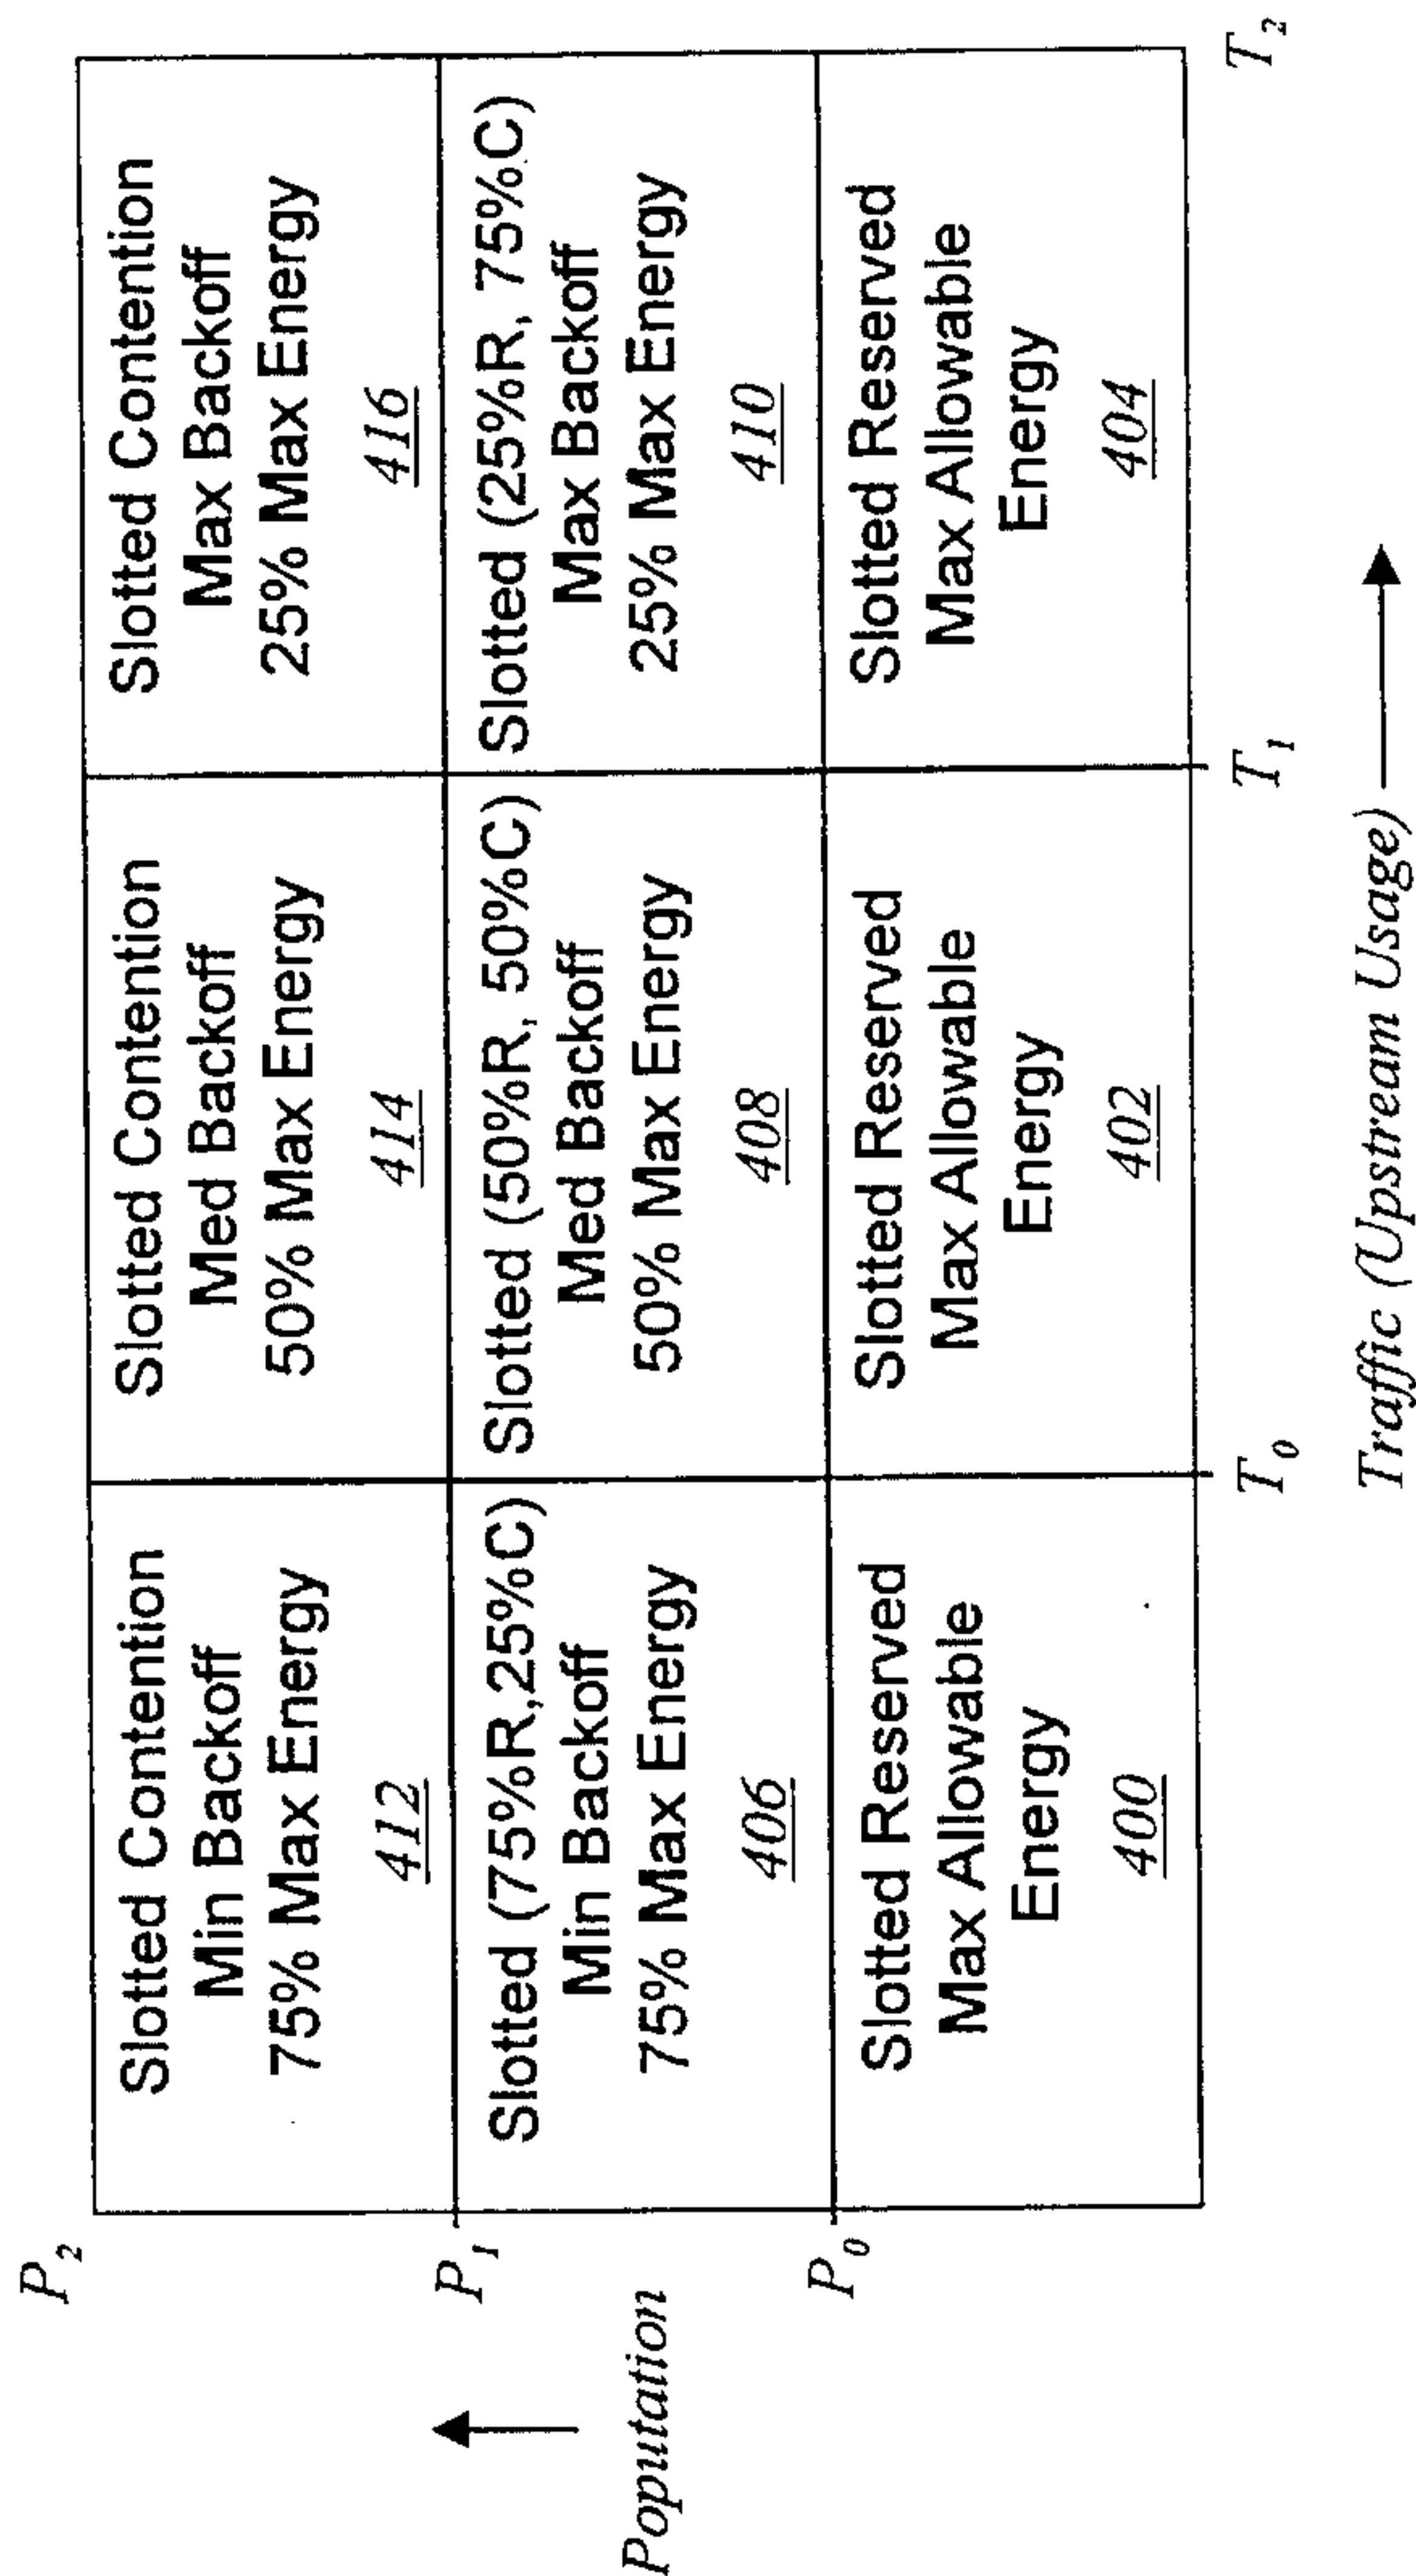 P2
Slotted Contention
Min Backoff
75% Max Energy
412
Slotted Contention
Med Backoff
50% Max Energy
414
Slotted Contention
Max Backoff
25% Max Energy
416
P1
Slotted (75%R,25%C)
Min Backoff
75% Max Energy
406
Slotted (50%R, 50%C)
Med Backoff
50% Max Energy
408
Slotted (25%R, 75%C)
Max Backoff
25% Max Energy
410
Population
P0
Slotted Reserved
Max Allowable
Energy
400
Slotted Reserved
Max Allowable
Energy
402
Slotted Reserved
Max Allowable
Energy
404
T0
T1
T2
Traffic (Upstream Usage)